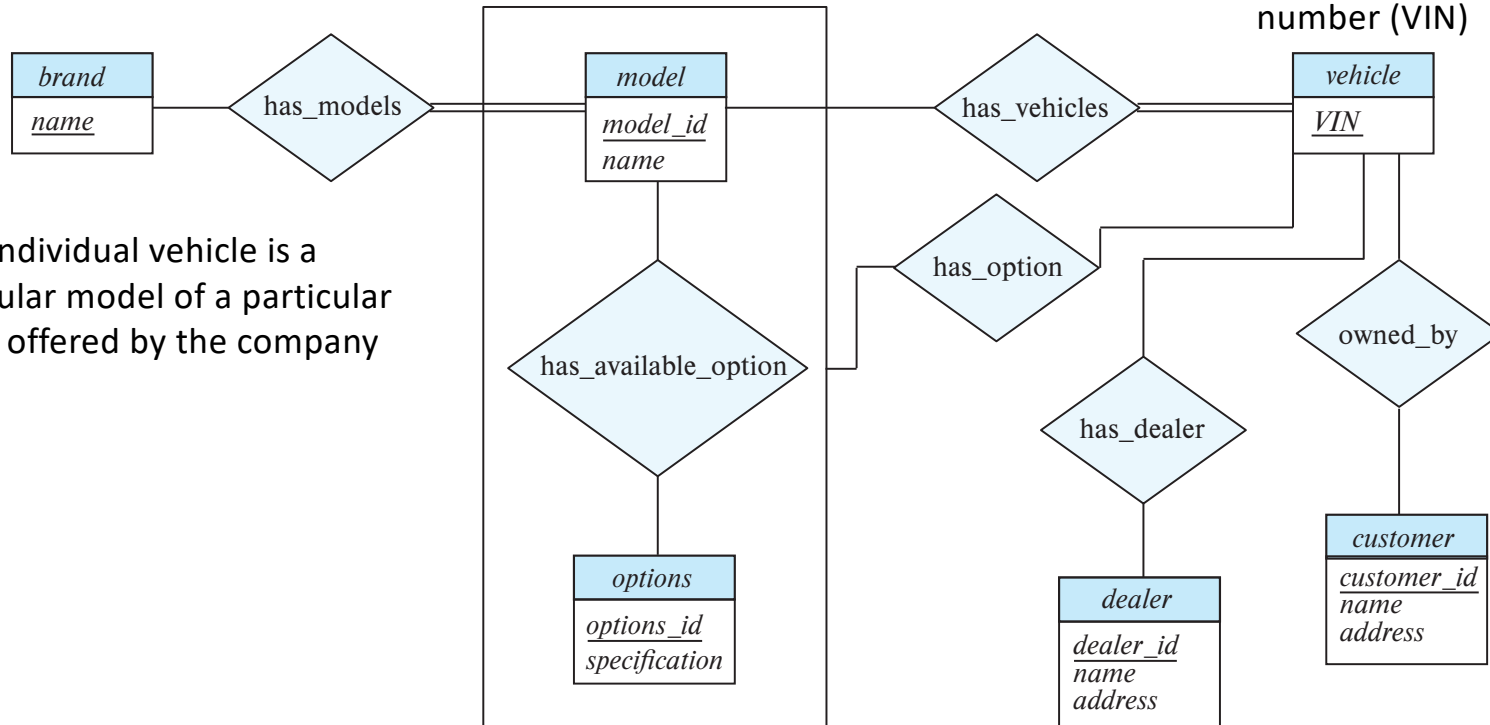 number (VIN)
brand
name
has_models
model
model_id
name
has_vehicles
vehicle
VIN
individual vehicle is a
ular model of a particular
offered by the company
has_option
has_available_option
owned_by
has_dealer
options
options_id
specification
dealer
dealer_id
name
address
customer
customer_id
name
address